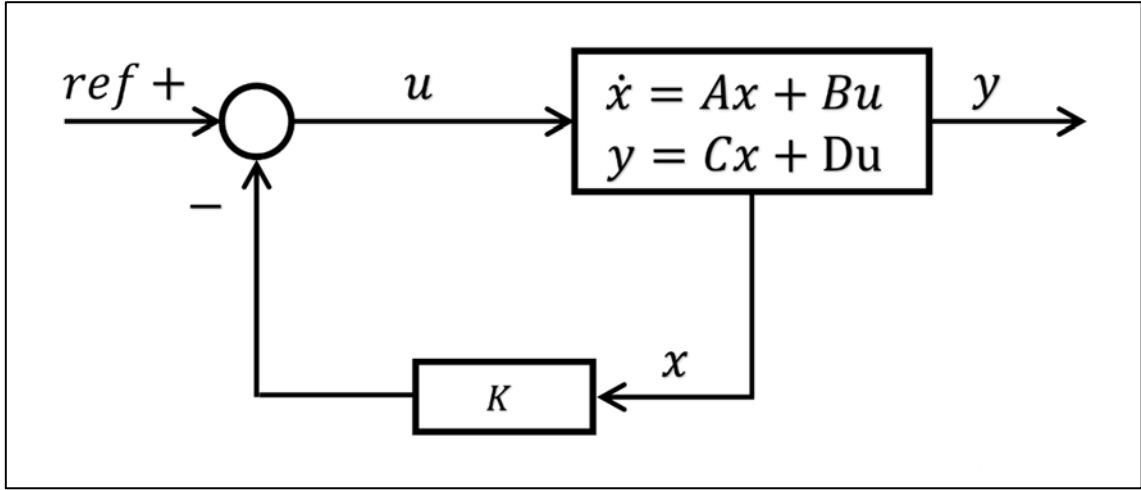 ref +
u
ẋ = Ax + Bu
y = Cx + Du
y
−
K
x